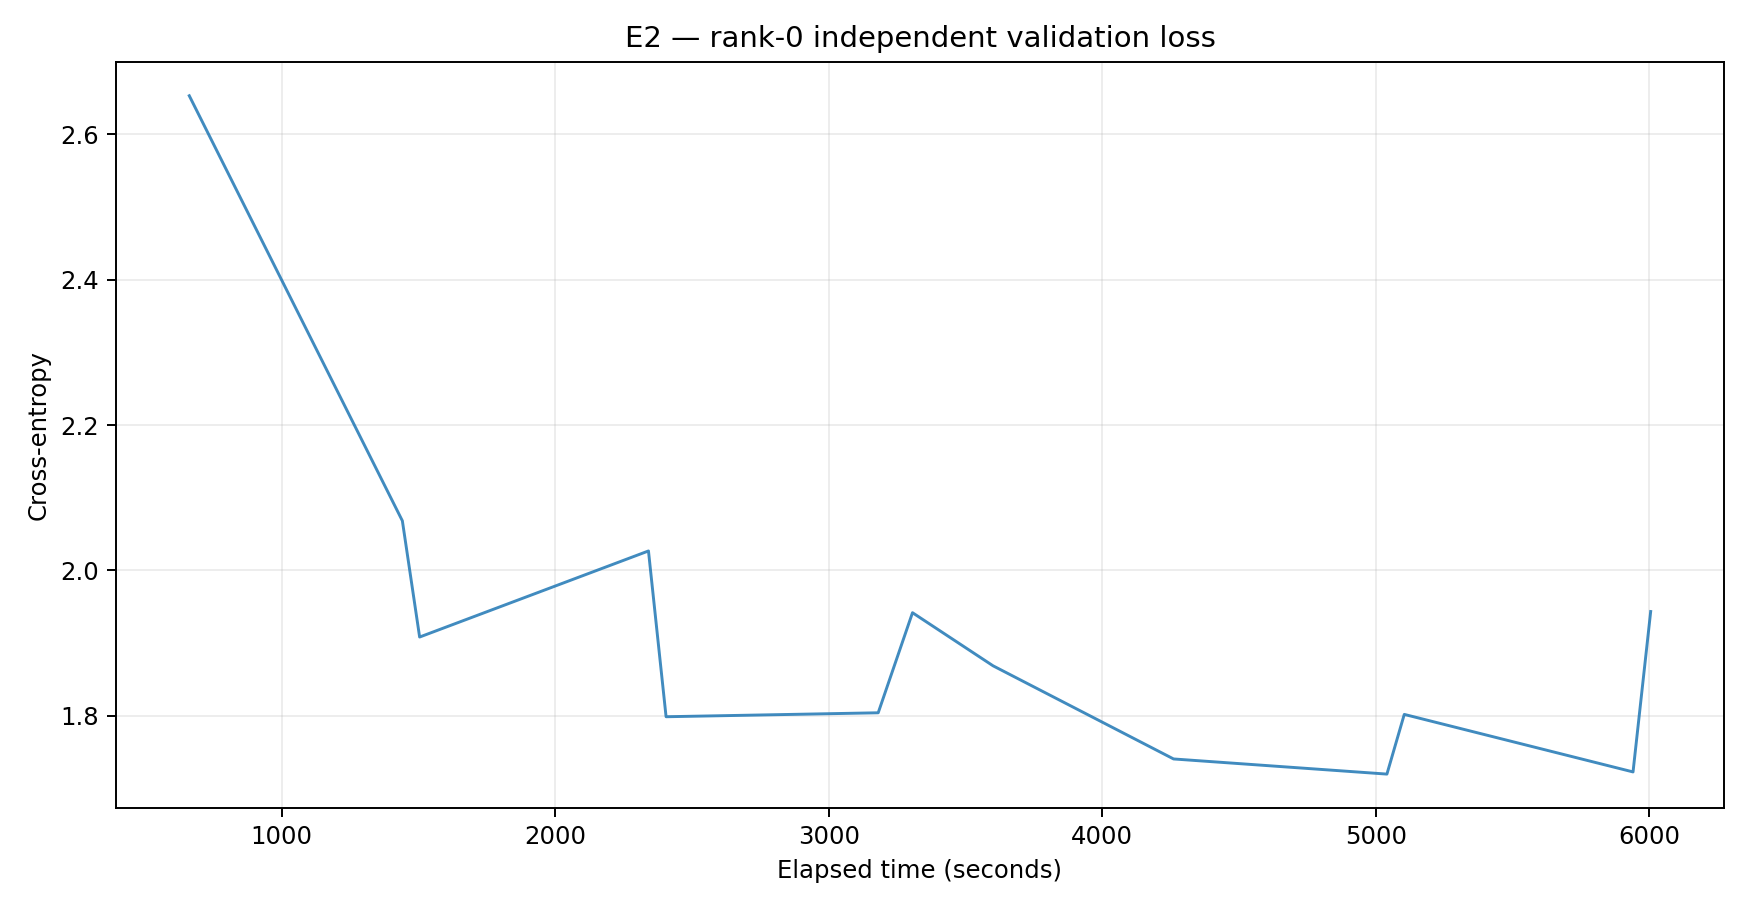 E2 — rank-0 independent validation loss
Cross-entropy
2.6
2.4
2.2
2.0
1.8
1000 2000 3000 4000 5000 6000
Elapsed time (seconds)